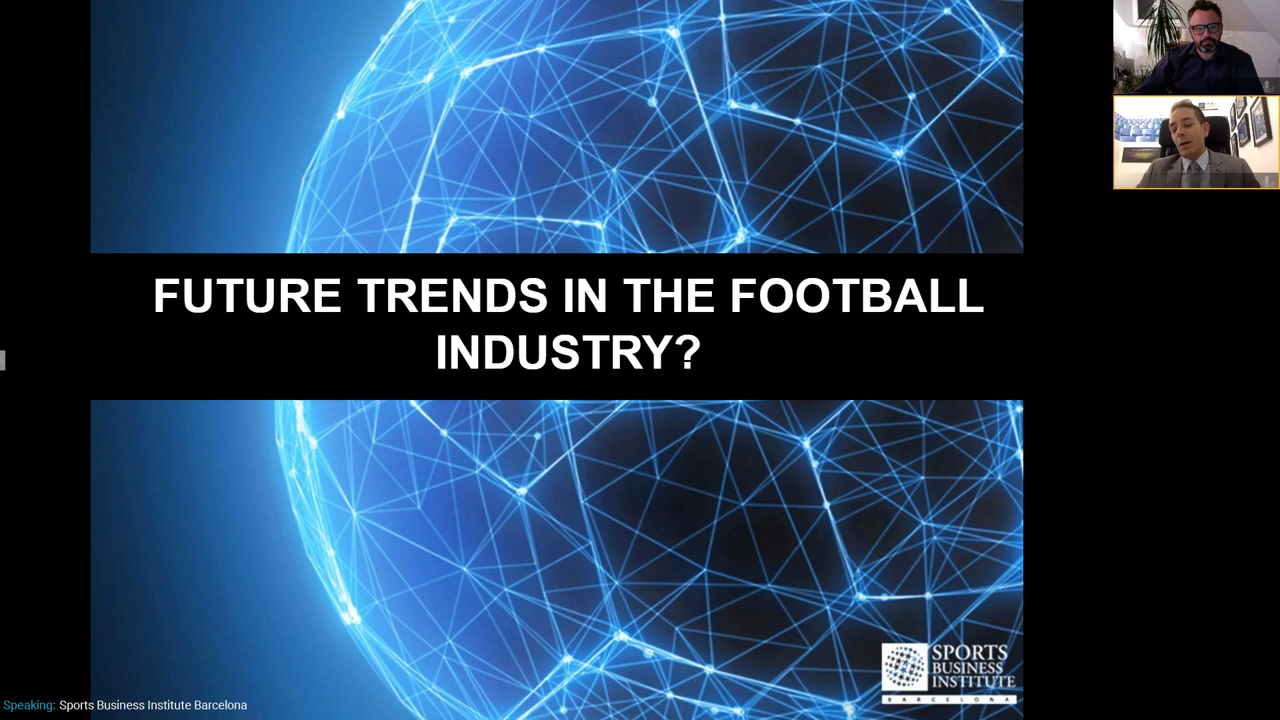 FUTURE TRENDS IN THE FOOTBALL
INDUSTRY?
SPORTS
BUSINESS
INSTITUTE
BARCELONA
Speaking: Sports Business Institute Barcelona